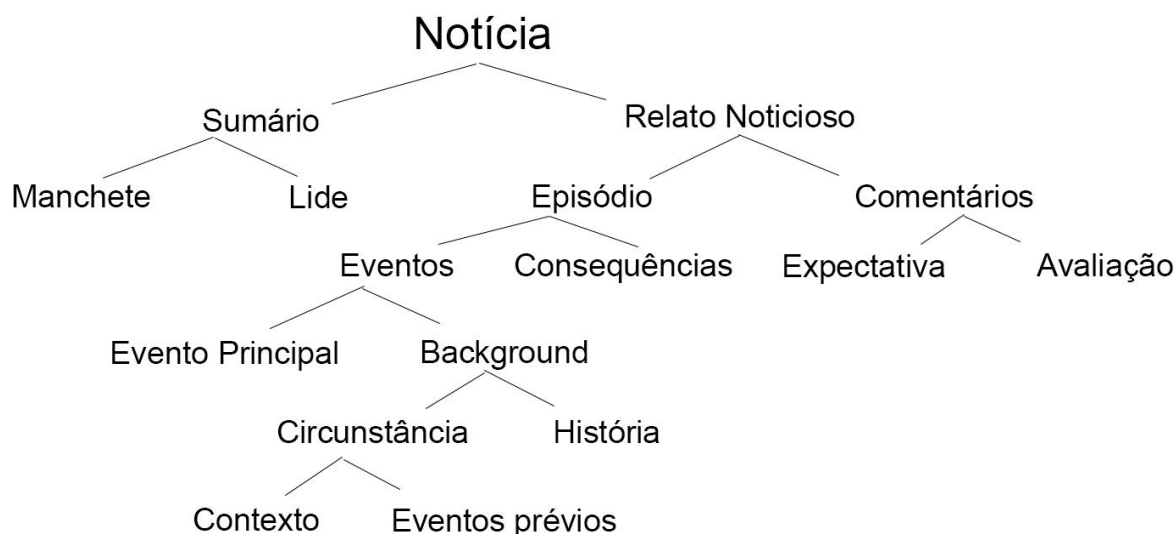 Notícia
Sumário Relato Noticioso
Manchete Lide Episódio Comentários
Eventos Consequências Expectativa Avaliação
Evento Principal Background
Circunstância História
Contexto Eventos prévios